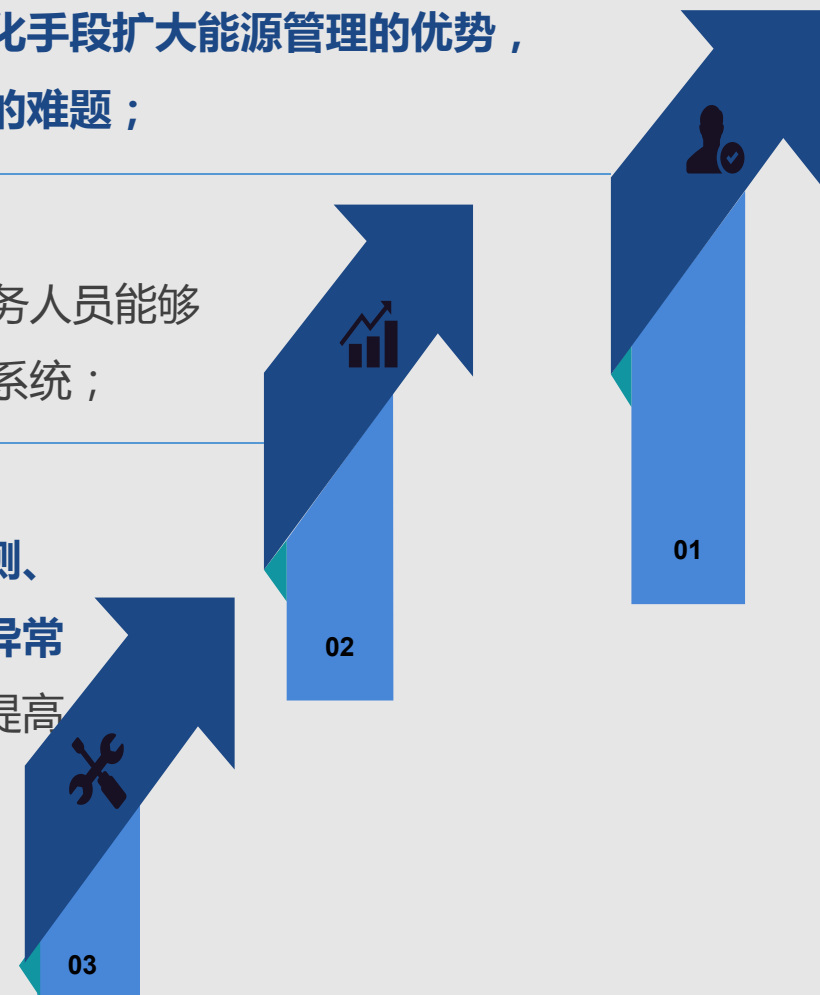 化手段扩大能源管理的优势，
的难题；
务人员能够
系统；
01
测、
异常
02
提高
03